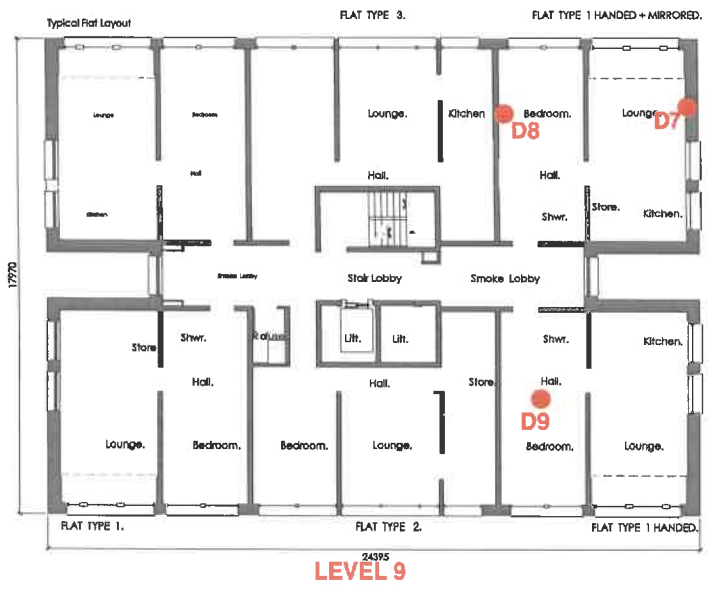 FLAT TYPE 3.
FLAT TYPE 1 HANDED + MIRRORED.
Typical Flat Layout
Lounge
Bedroom
Lounge.
Kitchen
Bedroom.
Lounge.
D7
D8
Hall
Hall.
Hall.
Kitchen
Shwr.
Store.
Kitchen.
Smoke Lobby
Stair Lobby
Smoke Lobby
17970
Store
Shwr.
Lift.
Lift.
Shwr.
Kitchen.
Hall.
Hall.
Store.
Hall.
D9
Lounge.
Bedroom.
Bedroom.
Lounge.
Bedroom.
Lounge.
FLAT TYPE 1.
FLAT TYPE 2.
FLAT TYPE 1 HANDED.
24395
LEVEL 9